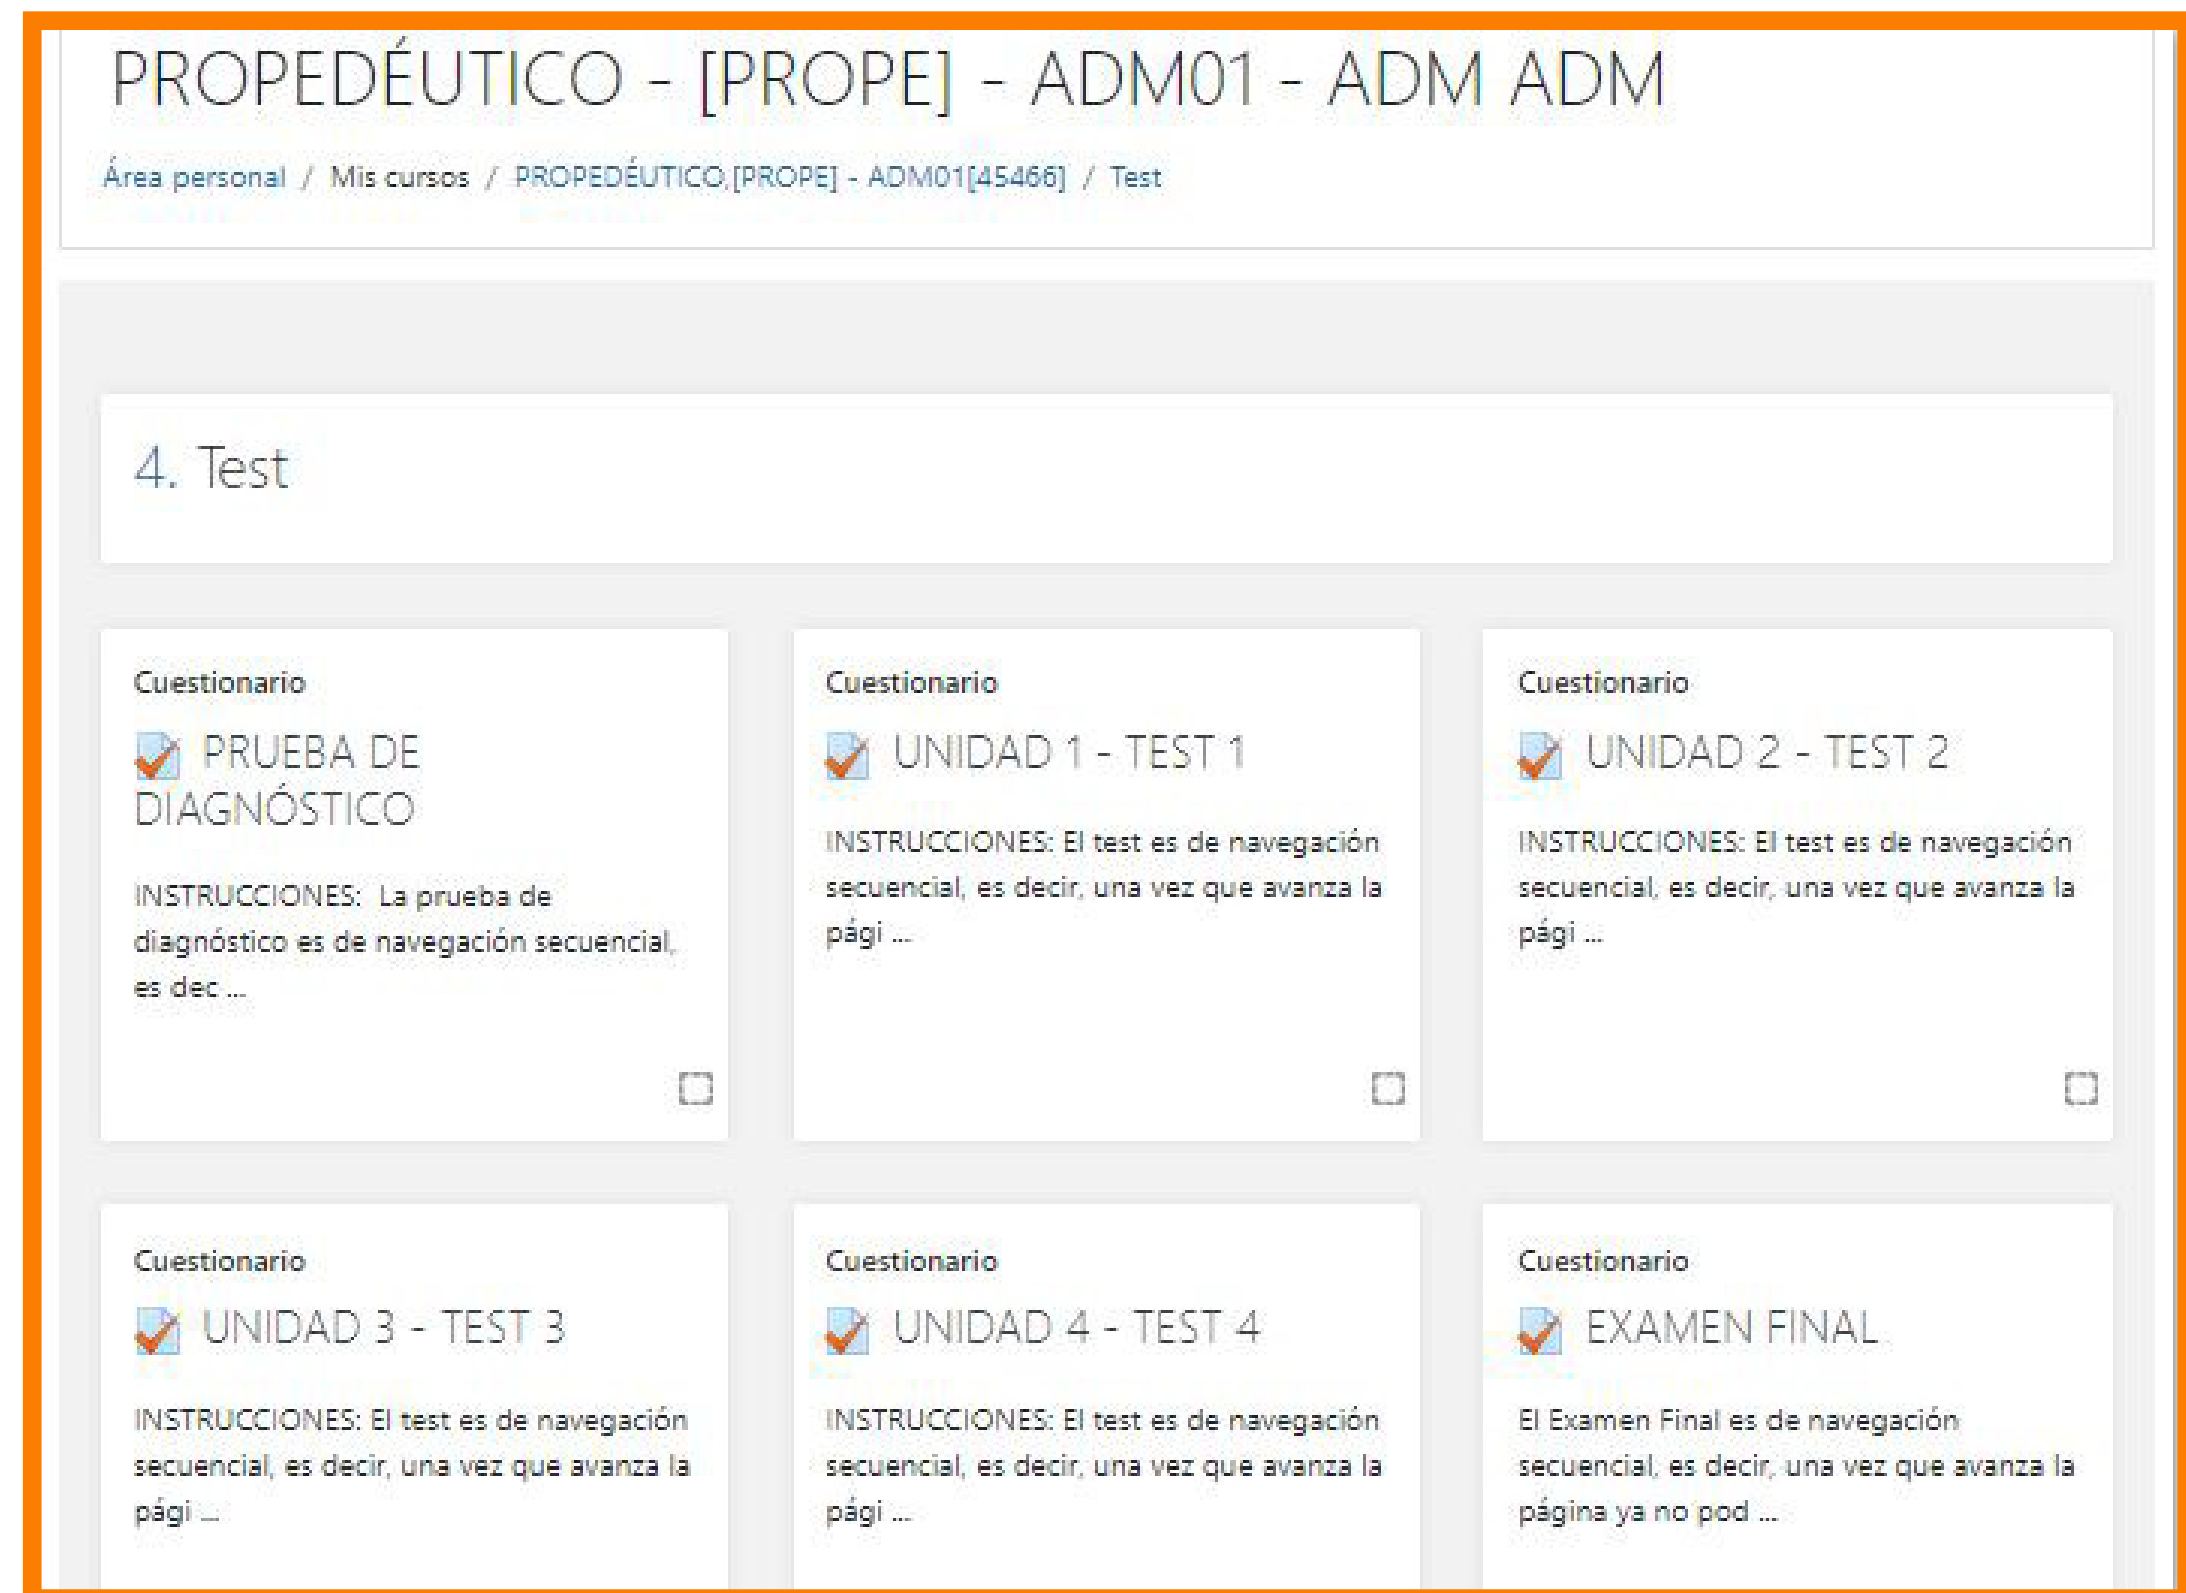 PROPEDÉUTICO - [PROPE] - ADM01 - ADM ADM
Área personal / Mis cursos / PROPEDÉUTICO,[PROPE] - ADM01[45466] / Test
4. Test
Cuestionario
PRUEBA DE
DIAGNÓSTICO
INSTRUCCIONES: La prueba de
diagnóstico es de navegación secuencial,
es dec ...
Cuestionario
UNIDAD 1 - TEST 1
INSTRUCCIONES: El test es de navegación
secuencial, es decir, una vez que avanza la
pági ...
Cuestionario
UNIDAD 2 - TEST 2
INSTRUCCIONES: El test es de navegación
secuencial, es decir, una vez que avanza la
pági ...
Cuestionario
UNIDAD 3 - TEST 3
INSTRUCCIONES: El test es de navegación
secuencial, es decir, una vez que avanza la
pági ...
Cuestionario
UNIDAD 4 - TEST 4
INSTRUCCIONES: El test es de navegación
secuencial, es decir, una vez que avanza la
pági ...
Cuestionario
EXAMEN FINAL
El Examen Final es de navegación
secuencial, es decir, una vez que avanza la
página ya no pod ...